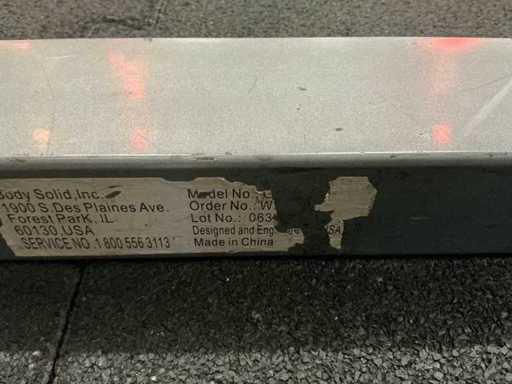 Body Solid, Inc.
1900 S. Des Plaines Ave.
Forest Park, IL
60130 USA
SERVICE NO: 1 800 556 3113
Model No.:
Order No.: W
Lot No.: 063
Designed and Eng
Made in China